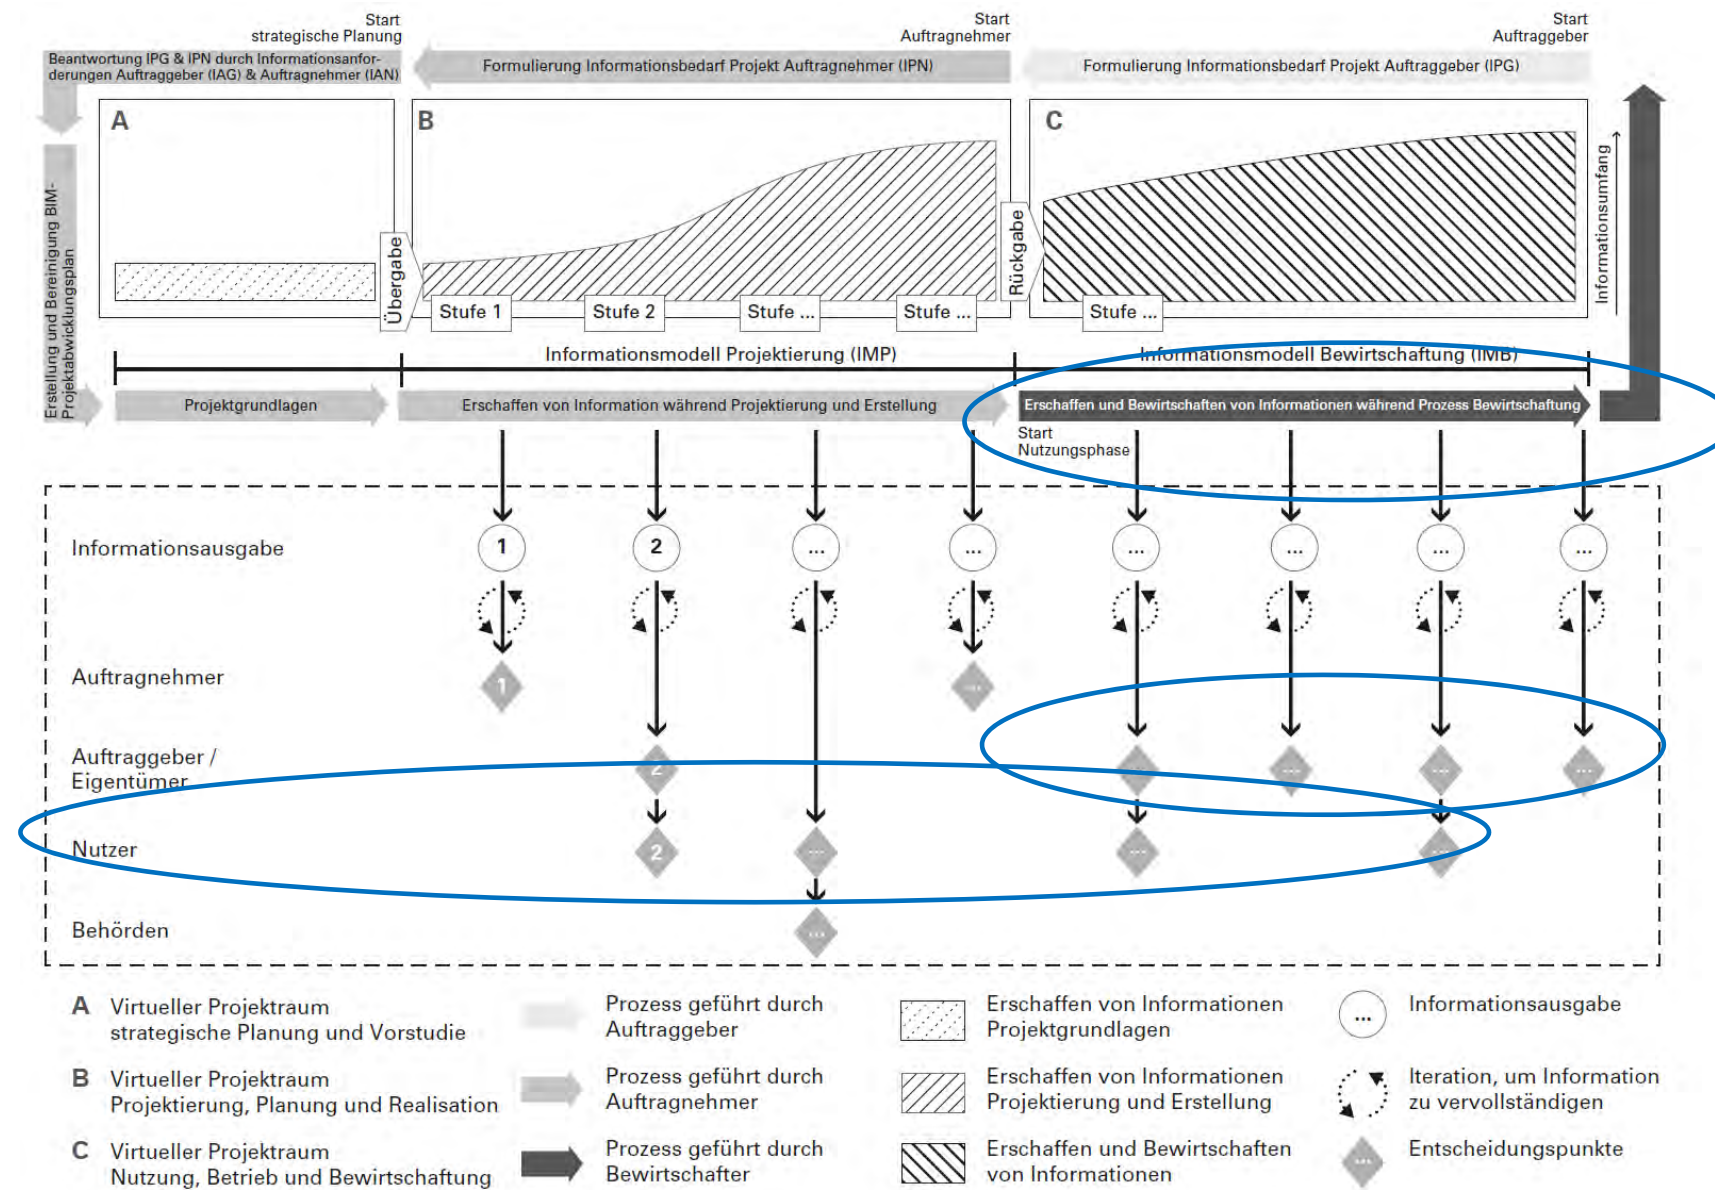 Start
strategische Planung
Start
Auftragnehmer
Start
Auftraggeber
Beantwortung IPG & IPN durch Informationsanfor-
derungen Auftraggeber (IAG) & Auftragnehmer (IAN)
Formulierung Informationsbedarf Projekt Auftragnehmer (IPN)
Formulierung Informationsbedarf Projekt Auftraggeber (IPG)
A
B
C
Erstellung und Bereinigung BIM-
Projektabwicklungsplan
Übergabe
Rückgabe
Informationsumfang
Stufe 1
Stufe 2
Stufe ...
Stufe ...
Stufe ...
Informationsmodell Projektierung (IMP)
Informationsmodell Bewirtschaftung (IMB)
Projektgrundlagen
Erschaffen von Information während Projektierung und Erstellung
Erschaffen und Bewirtschaften von Informationen während Prozess Bewirtschaftung
Start
Nutzungsphase
Informationsausgabe
1
2
...
...
...
...
...
...
Auftragnehmer
1
...
Auftraggeber /
Eigentümer
2
...
...
...
...
Nutzer
2
...
...
...
Behörden
...
A Virtueller Projektraum
strategische Planung und Vorstudie
B Virtueller Projektraum
Projektierung, Planung und Realisation
C Virtueller Projektraum
Nutzung, Betrieb und Bewirtschaftung
Prozess geführt durch
Auftraggeber
Prozess geführt durch
Auftragnehmer
Prozess geführt durch
Bewirtschafter
Erschaffen von Informationen
Projektgrundlagen
Erschaffen von Informationen
Projektierung und Erstellung
Erschaffen und Bewirtschaften
von Informationen
...
Informationsausgabe
Iteration, um Information
zu vervollständigen
...
Entscheidungspunkte